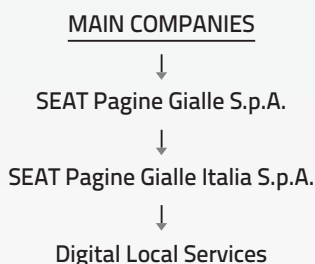 MAIN COMPANIES
SEAT Pagine Gialle S.p.A.
SEAT Pagine Gialle Italia S.p.A.
Digital Local Services